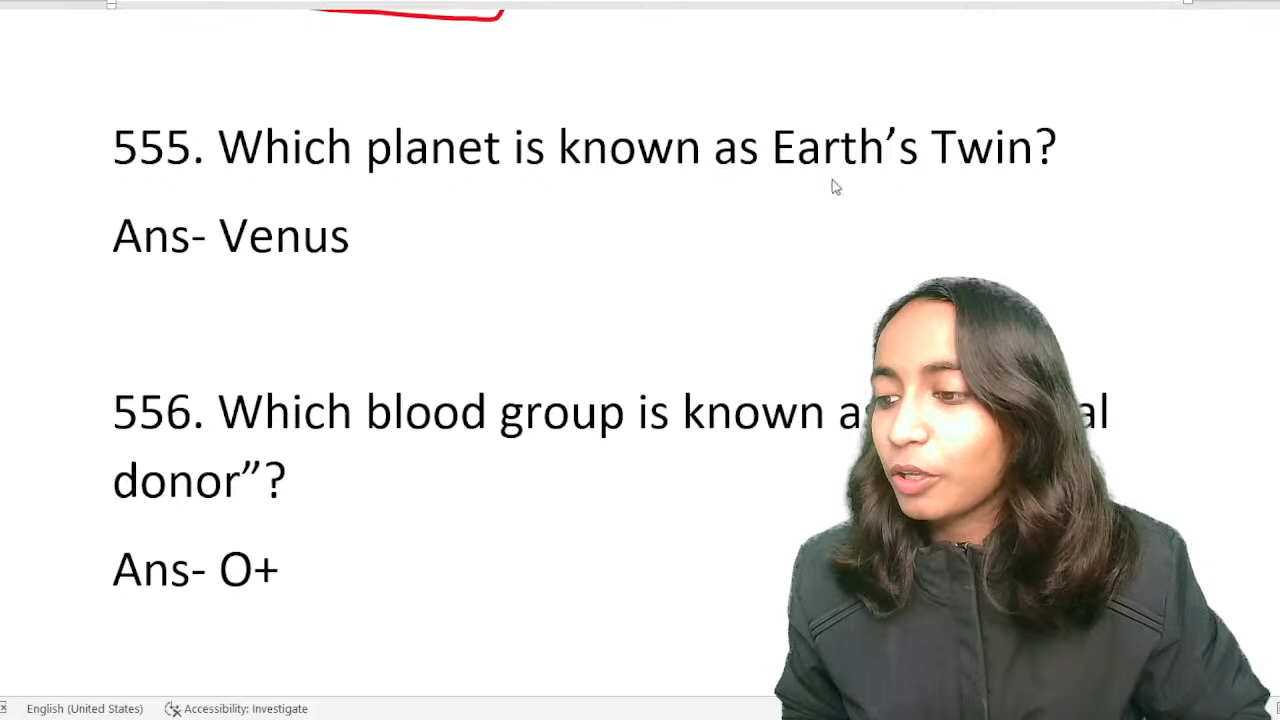 555. Which planet is known as Earth’s Twin?
Ans- Venus
556. Which blood group is known
donor”?
Ans- O+
English (United States) Accessibility: Investigate